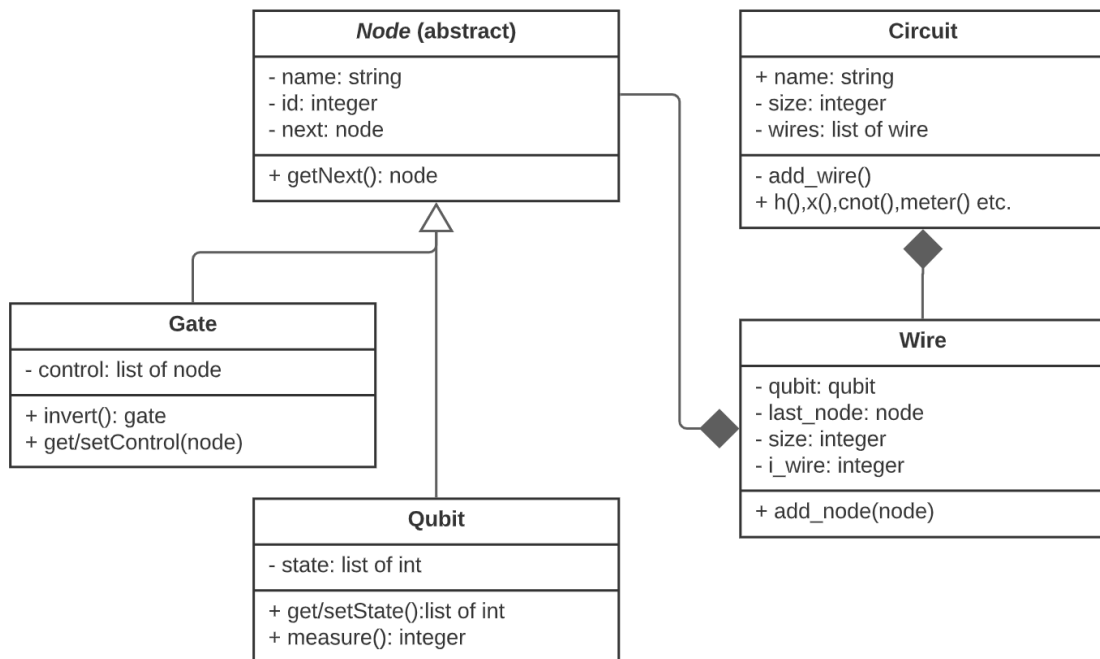 Node (abstract)
- name: string
- id: integer
- next: node
+ getNext(): node
Circuit
+ name: string
- size: integer
- wires: list of wire
- add_wire()
+ h(),x(),cnot(),meter() etc.
Gate
- control: list of node
+ invert(): gate
+ get/setControl(node)
Wire
- qubit: qubit
- last_node: node
- size: integer
- i_wire: integer
+ add_node(node)
Qubit
- state: list of int
+ get/setState():list of int
+ measure(): integer